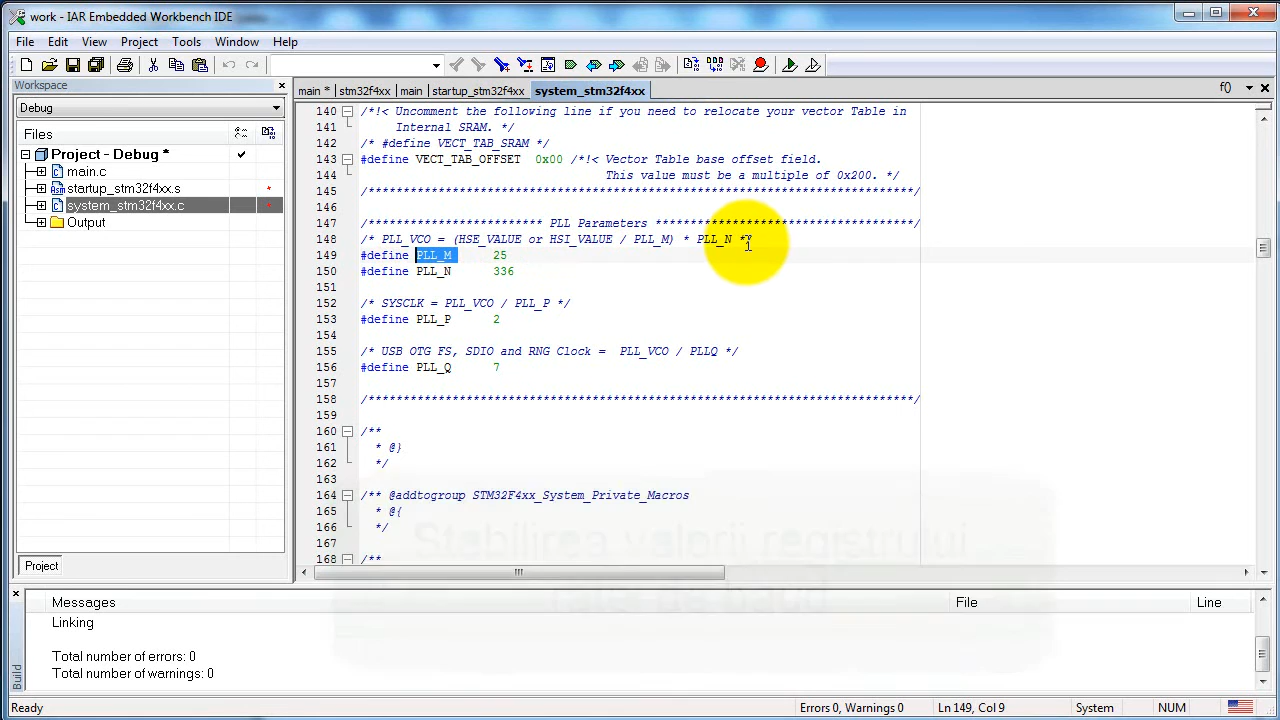 work - IAR Embedded Workbench IDE
File Edit View Project Tools Window Help
Workspace
main * stm32f4xx main startup_stm32f4xx system_stm32f4xx f()
Debug
Files
Project - Debug *
main.c
startup_stm32f4xx.s
system_stm32f4xx.c
Output
Project
140 /*!< Uncomment the following line if you need to relocate your vector Table in
141 Internal SRAM. */
142 /* #define VECT_TAB_SRAM */
143 #define VECT_TAB_OFFSET 0x00 /*!< Vector Table base offset field.
144 This value must be a multiple of 0x200. */
145 /******************************************************************************/
146
147 /************************* PLL Parameters *************************************/
148 /* PLL_VCO = (HSE_VALUE or HSI_VALUE / PLL_M) * PLL_N */
149 #define PLL_M 25
150 #define PLL_N 336
151
152 /* SYSCLK = PLL_VCO / PLL_P */
153 #define PLL_P 2
154
155 /* USB OTG FS, SDIO and RNG Clock = PLL_VCO / PLLQ */
156 #define PLL_Q 7
157
158 /******************************************************************************/
159
160 /**
161 * @}
162 */
163
164 /** @addtogroup STM32F4xx_System_Private_Macros
165 * @{
166 */
167
168 /**
Stabilirea valorii registrului
ratei de baud
Messages File Line
Linking
Total number of errors: 0
Total number of warnings: 0
Build
Ready Errors 0, Warnings 0 Ln 149, Col 9 System NUM